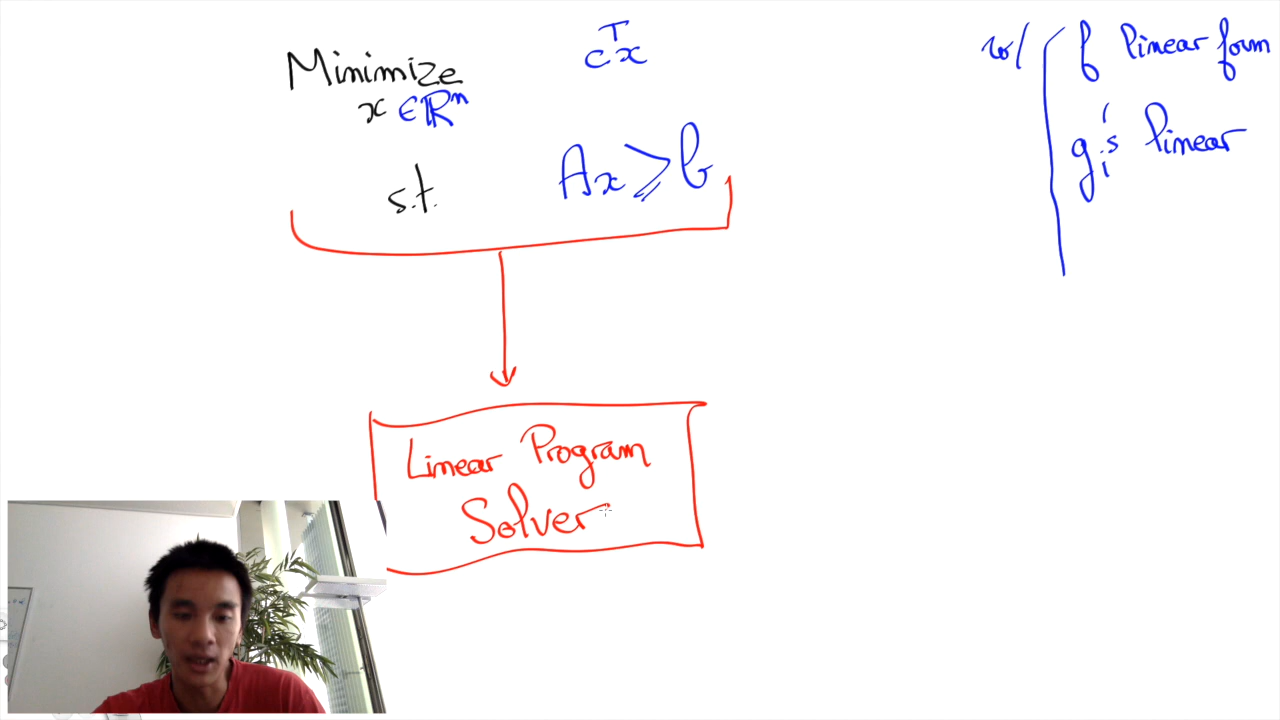 Minimize
x ∈ ℝⁿ
cᵀx
s.t.
Ax ≥ b
w/
f linear form
gᵢ's linear
Linear Program
Solver